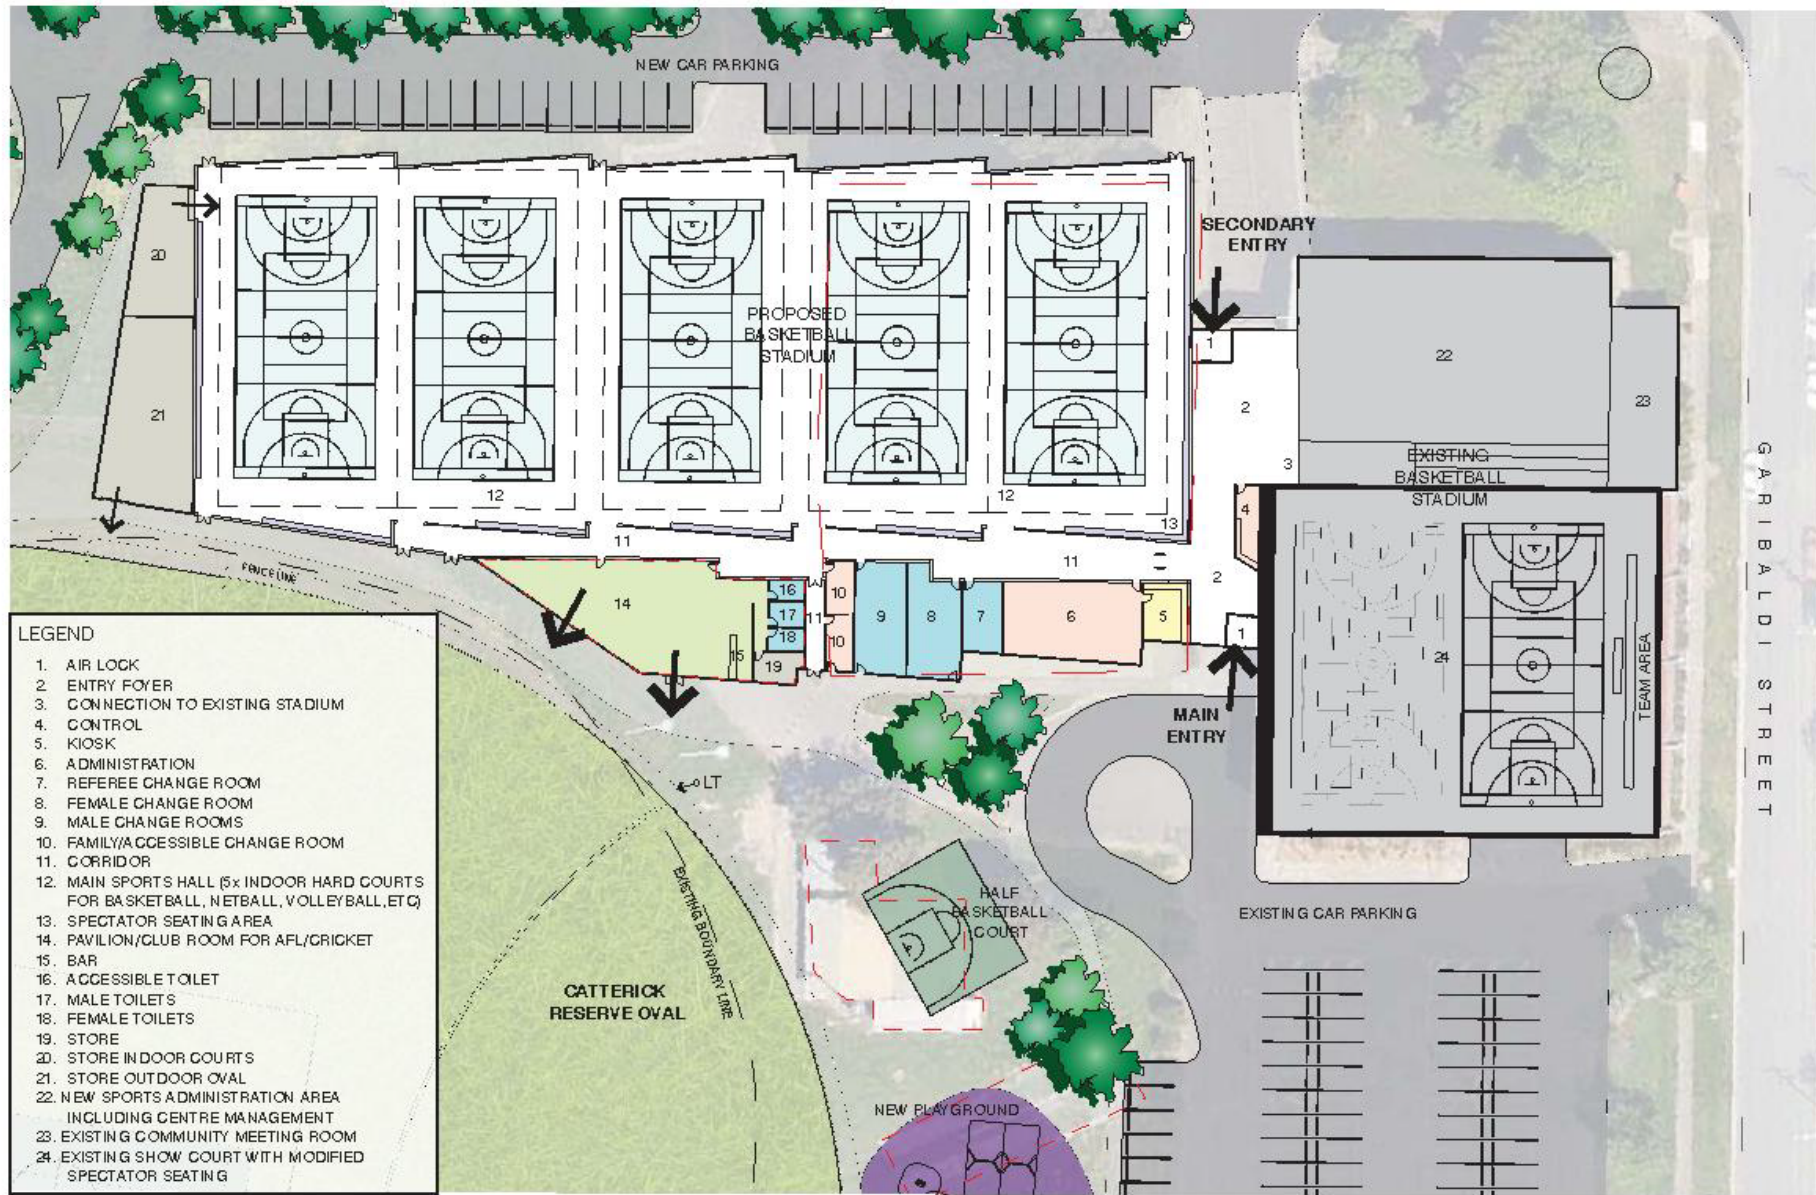 NEW CAR PARKING
SECONDARY
ENTRY
PROPOSED
BASKETBALL
STADIUM
1
20
22
21
2
23
3
EXISTING
BASKETBALL
STADIUM
12
12
13
4
11
11
FENCELINE
14
16
10
9
8
7
6
5
2
1
17
11
18
10
15
19
24
TEAM AREA
GARIBALDI STREET
MAIN
ENTRY
LT
EXISTING BOUNDARY LINE
HALF
BASKETBALL
COURT
EXISTING CAR PARKING
CATTERICK
RESERVE OVAL
NEW PLAYGROUND
LEGEND
1. AIR LOCK
2. ENTRY FOYER
3. CONNECTION TO EXISTING STADIUM
4. CONTROL
5. KIOSK
6. ADMINISTRATION
7. REFEREE CHANGE ROOM
8. FEMALE CHANGE ROOM
9. MALE CHANGE ROOMS
10. FAMILY/ACCESSIBLE CHANGE ROOM
11. CORRIDOR
12. MAIN SPORTS HALL (5x INDOOR HARD COURTS
FOR BASKETBALL, NETBALL, VOLLEYBALL,ETC)
13. SPECTATOR SEATING AREA
14. PAVILION/CLUB ROOM FOR AFL/CRICKET
15. BAR
16. ACCESSIBLE TOILET
17. MALE TOILETS
18. FEMALE TOILETS
19. STORE
20. STORE INDOOR COURTS
21. STORE OUTDOOR OVAL
22. NEW SPORTS ADMINISTRATION AREA
INCLUDING CENTRE MANAGEMENT
23. EXISTING COMMUNITY MEETING ROOM
24. EXISTING SHOW COURT WITH MODIFIED
SPECTATOR SEATING